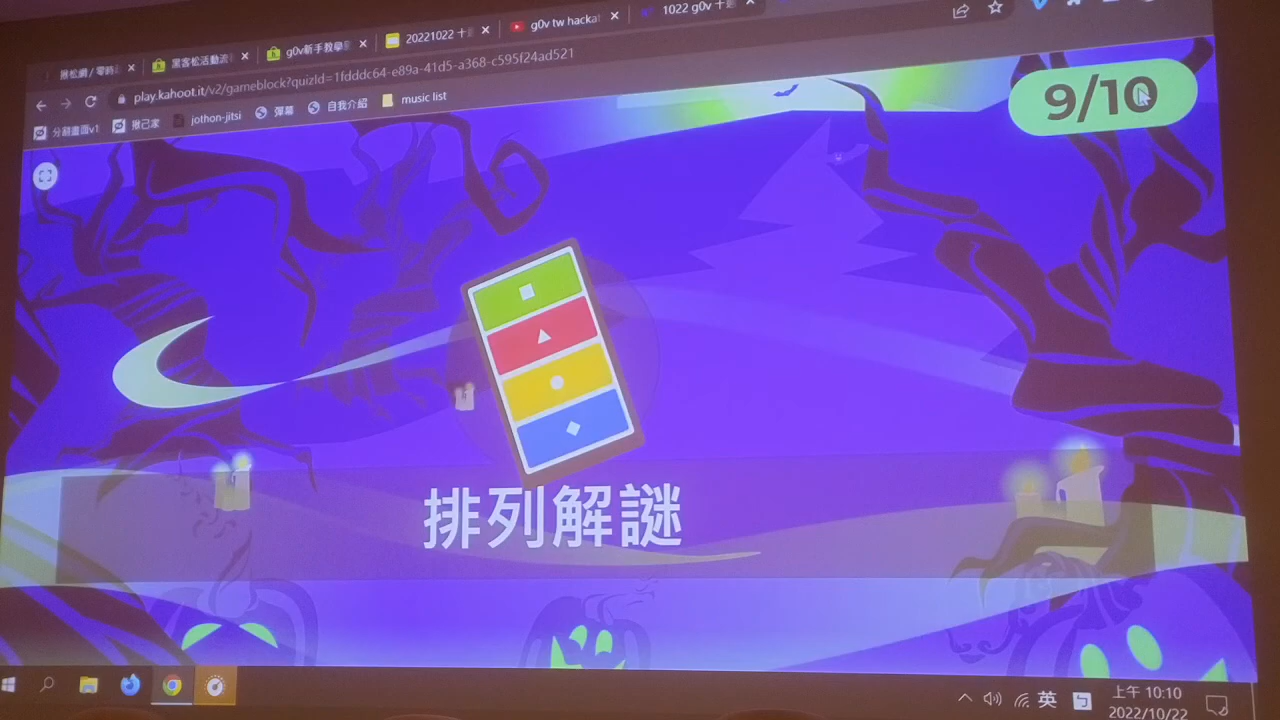 黑客松活動流
g0v新手教學
20221022 十
g0v tw hackat
1022 g0v 十
play.kahoot.it/v2/gameblock?quizId=1fdddc64-e89a-41d5-a368-c595f24ad521
分割畫面v1
揪己家
jothon-jitsi
彈幕
自我介紹
music list
9/10
排列解謎
英
ㄅ
上午 10:10
2022/10/22